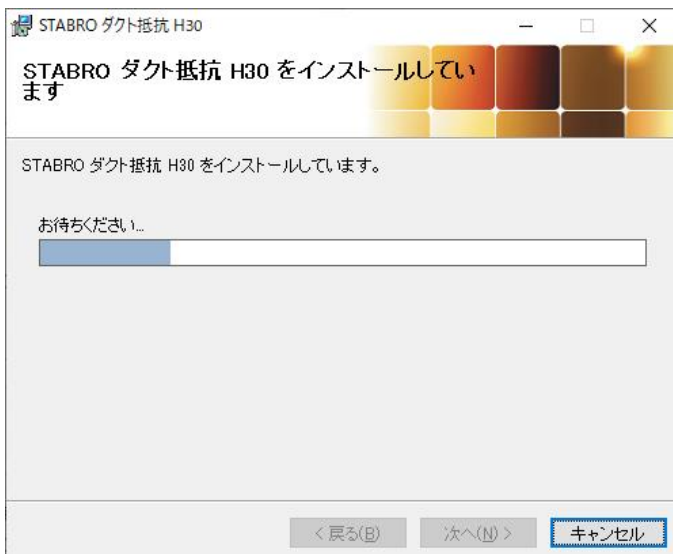 STABRO ダクト抵抗 H30
STABRO ダクト抵抗 H30 をインストールしてい
ます
STABRO ダクト抵抗 H30 をインストールしています。
お待ちください...
< 戻る(B)
次へ(N) >
キャンセル